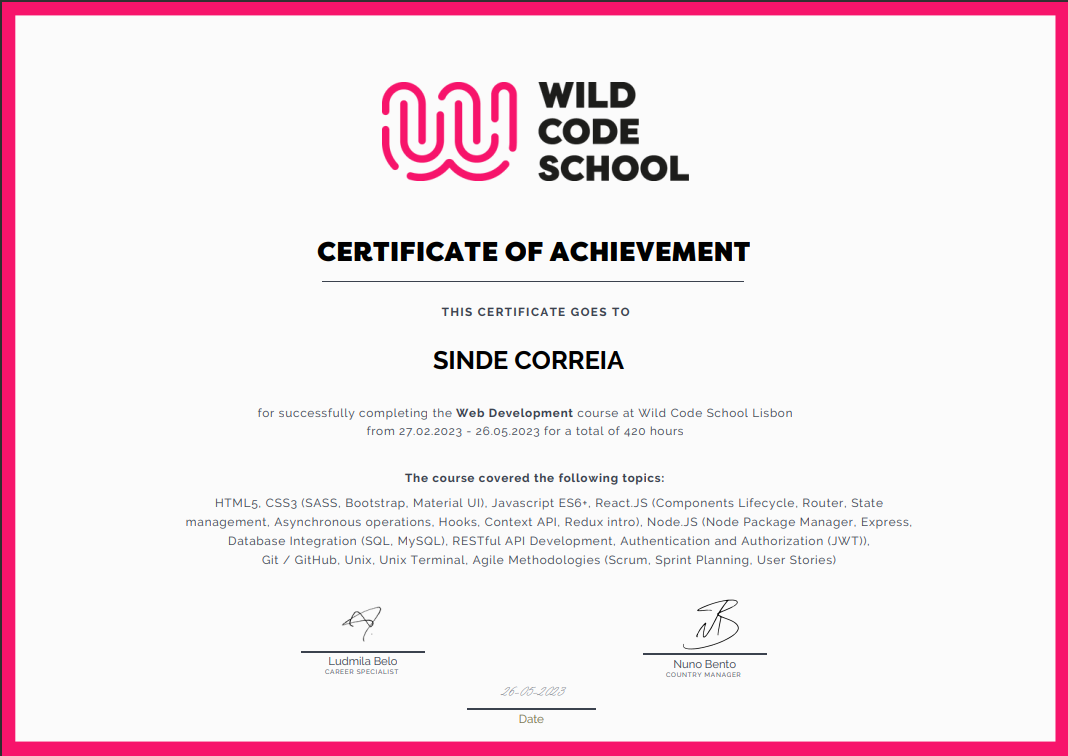 WILD
CODE
SCHOOL
CERTIFICATE OF ACHIEVEMENT
THIS CERTIFICATE GOES TO
SINDE CORREIA
for successfully completing the Web Development course at Wild Code School Lisbon
from 27.02.2023 - 26.05.2023 for a total of 420 hours
The course covered the following topics:
HTML5, CSS3 (SASS, Bootstrap, Material UI), Javascript ES6+, React.JS (Components Lifecycle, Router, State
management, Asynchronous operations, Hooks, Context API, Redux intro), Node.JS (Node Package Manager, Express,
Database Integration (SQL, MySQL), RESTful API Development, Authentication and Authorization (JWT)),
Git / GitHub, Unix, Unix Terminal, Agile Methodologies (Scrum, Sprint Planning, User Stories)
Ludmila Belo
CAREER SPECIALIST
Nuno Bento
COUNTRY MANAGER
26-05-2023
Date